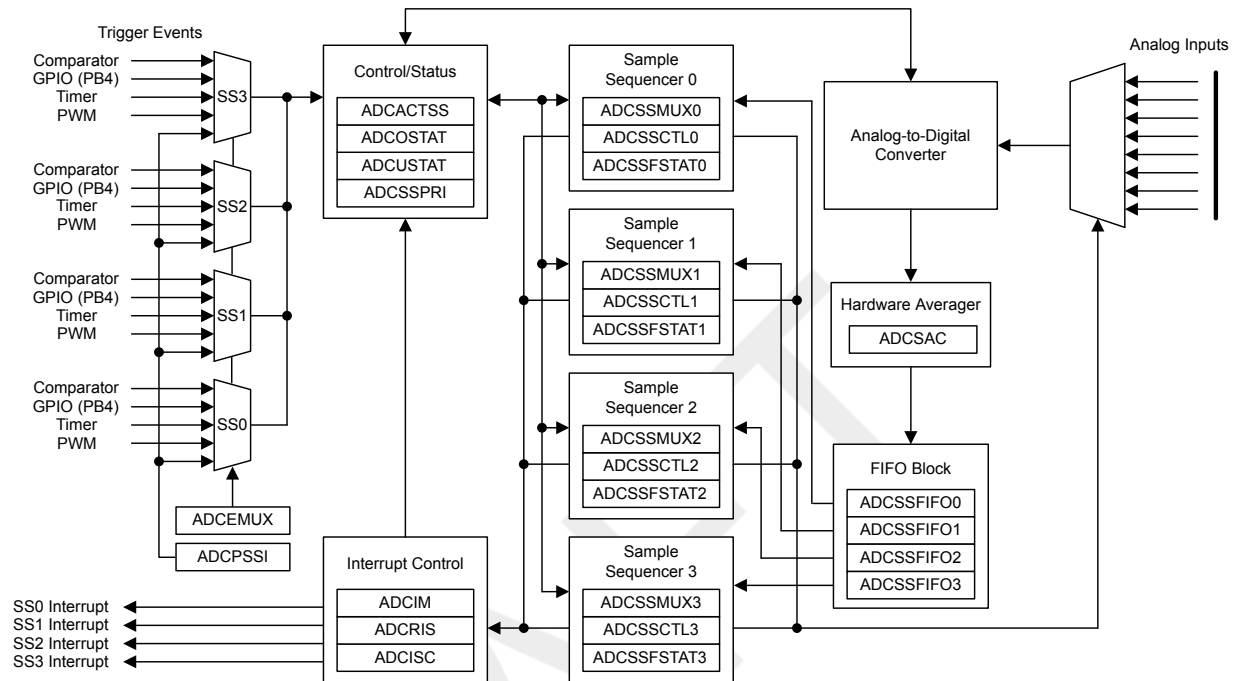 Trigger Events
Comparator
GPIO (PB4)
Timer
PWM
SS3
Comparator
GPIO (PB4)
Timer
PWM
SS2
Comparator
GPIO (PB4)
Timer
PWM
SS1
Comparator
GPIO (PB4)
Timer
PWM
SS0
ADCEMUX
ADCPSSI
SS0 Interrupt
SS1 Interrupt
SS2 Interrupt
SS3 Interrupt
Control/Status
ADCACTSS
ADCOSTAT
ADCUSTAT
ADCSSPRI
Interrupt Control
ADCIM
ADCRIS
ADCISC
Sample
Sequencer 0
ADCSSMUX0
ADCSSCTL0
ADCSSFSTAT0
Sample
Sequencer 1
ADCSSMUX1
ADCSSCTL1
ADCSSFSTAT1
Sample
Sequencer 2
ADCSSMUX2
ADCSSCTL2
ADCSSFSTAT2
Sample
Sequencer 3
ADCSSMUX3
ADCSSCTL3
ADCSSFSTAT3
Analog-to-Digital
Converter
Hardware Averager
ADCSAC
FIFO Block
ADCSSFIFO0
ADCSSFIFO1
ADCSSFIFO2
ADCSSFIFO3
Analog Inputs